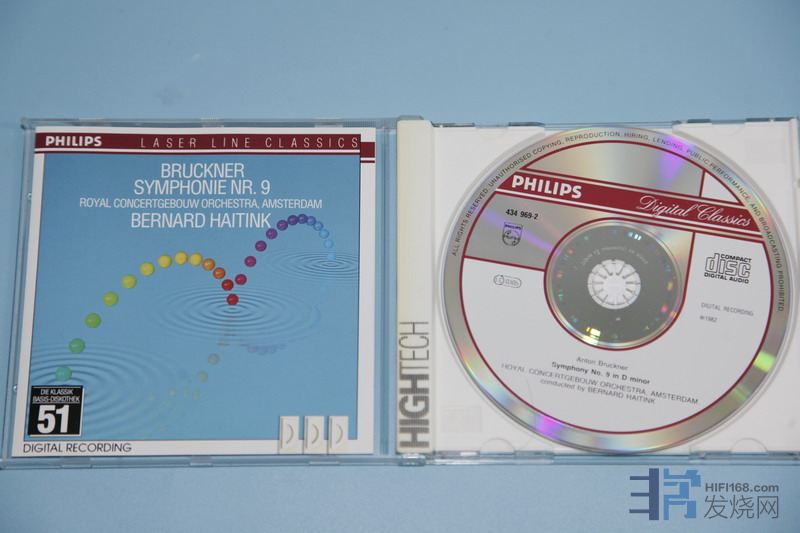 PHILIPS LASER LINE CLASSICS
BRUCKNER
SYMPHONIE NR. 9
ROYAL CONCERTGEBOUW ORCHESTRA, AMSTERDAM
BERNARD HAITINK
DIE KLASSIK
BASIS-DISKOTHEK
51
DDD
DIGITAL RECORDING
HIGHTECH
ALL RIGHTS RESERVED. UNAUTHORISED COPYING, REPRODUCTION, HIRING, LENDING, PUBLIC PERFORMANCE, AND BROADCASTING PROHIBITED.
PHILIPS
Digital Classics
434 969-2
PHILIPS
COMPACT
disc
DIGITAL AUDIO
DIGITAL RECORDING
℗1982
Anton Bruckner
Symphony No. 9 in D minor
ROYAL CONCERTGEBOUW ORCHESTRA, AMSTERDAM
conducted by BERNARD HAITINK
HIFI168.com
发烧网